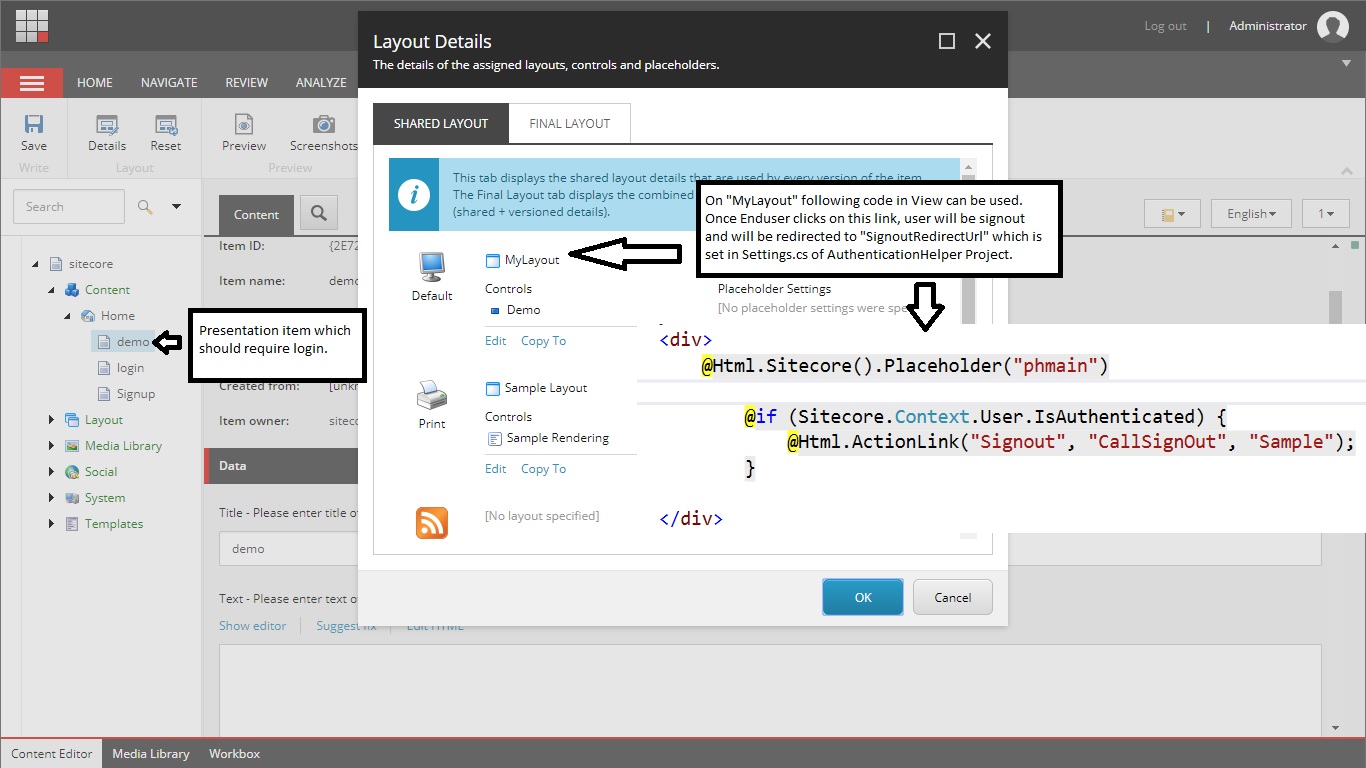 Log out | Administrator
Layout Details
The details of the assigned layouts, controls and placeholders.
HOME NAVIGATE REVIEW ANALYZE
Save Details Reset Preview Screenshots
Write Layout Preview
SHARED LAYOUT FINAL LAYOUT
Search
Content
English
1
This tab displays the shared layout details that are used by every version of the item.
The Final Layout tab displays the combined
(shared + versioned details).
On "MyLayout" following code in View can be used.
Once Enduser clicks on this link, user will be signout
and will be redirected to "SignoutRedirectUrl" which is
set in Settings.cs of AuthenticationHelper Project.
sitecore
Content
Home
demo
login
Signup
Layout
Media Library
Social
System
Templates
Presentation item which
should require login.
Item ID: {2E72
Item name: demo
Created from: [unkn
Item owner: siteco
Data
Title - Please enter title of
demo
Text - Please enter text of
Show editor Suggest fix Edit HTML
Default
MyLayout
Controls
Demo
Edit Copy To
Placeholder Settings
[No placeholder settings were spe
Print
Sample Layout
Controls
Sample Rendering
Edit Copy To
[No layout specified]
<div>
@Html.Sitecore().Placeholder("phmain")
@if (Sitecore.Context.User.IsAuthenticated) {
@Html.ActionLink("Signout", "CallSignOut", "Sample");
}
</div>
OK Cancel
Content Editor Media Library Workbox